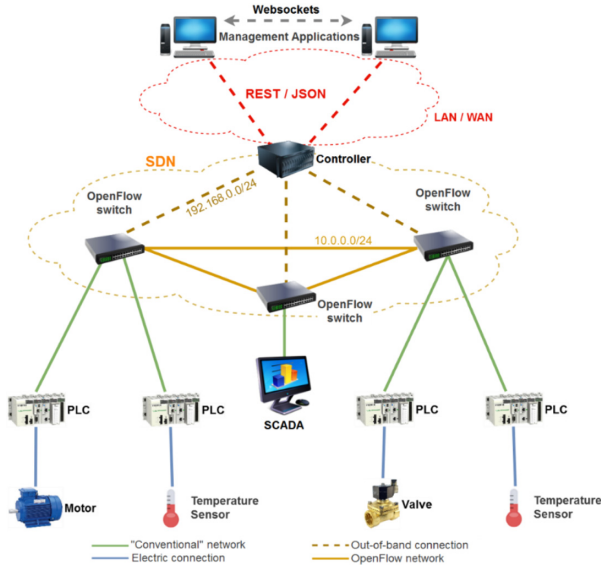 Websockets
Management Applications
REST / JSON
LAN / WAN
SDN
Controller
OpenFlow
switch
OpenFlow
switch
192.168.0.0/24
10.0.0.0/24
OpenFlow
switch
PLC
PLC
SCADA
PLC
PLC
Motor
Temperature
Sensor
Valve
Temperature
Sensor
"Conventional" network
Out-of-band connection
Electric connection
OpenFlow network